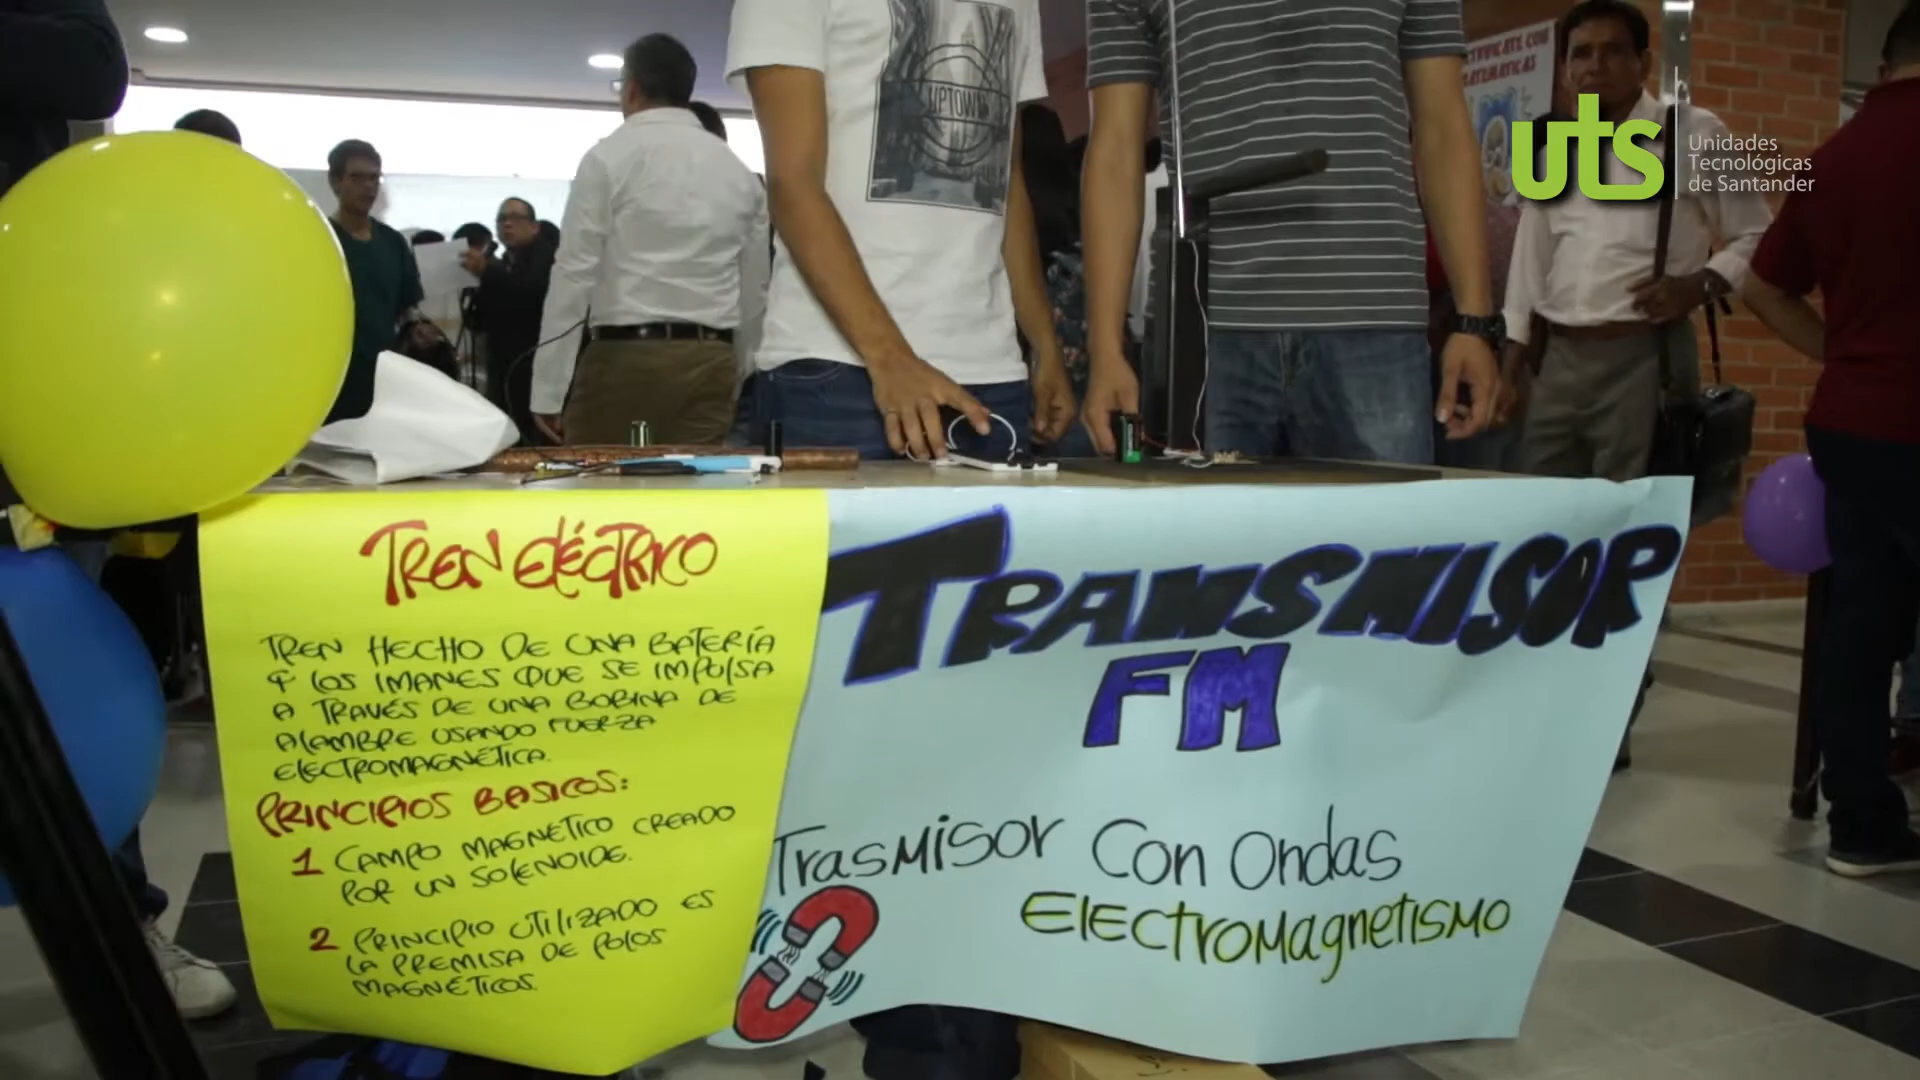 UPTOWN
uts
Unidades
Tecnológicas
de Santander
TREN ELÉCTRICO
TREN HECHO DE UNA BATERÍA
Y LOS IMANES QUE SE IMPULSA
A TRAVÉS DE UNA BOBINA DE
ALAMBRE USANDO FUERZA
ELECTROMAGNÉTICA.
PRINCIPIOS BASICOS:
1 CAMPO MAGNÉTICO CREADO
POR UN SOLENOIDE.
2 PRINCIPIO UTILIZADO ES
LA PREMISA DE POLOS
MAGNÉTICOS.
TRANSMISOR
FM
Trasmisor Con Ondas
Electromagnetismo